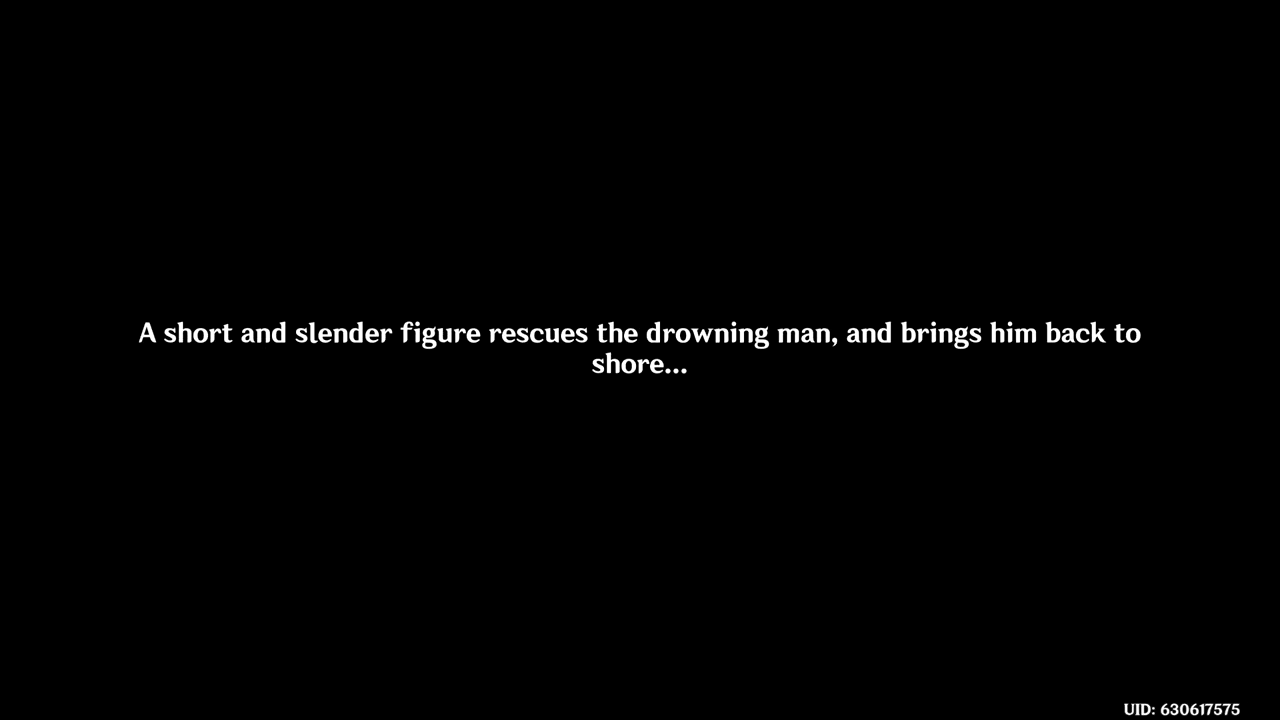 A short and slender figure rescues the drowning man, and brings him back to
shore...
UID: 630617575